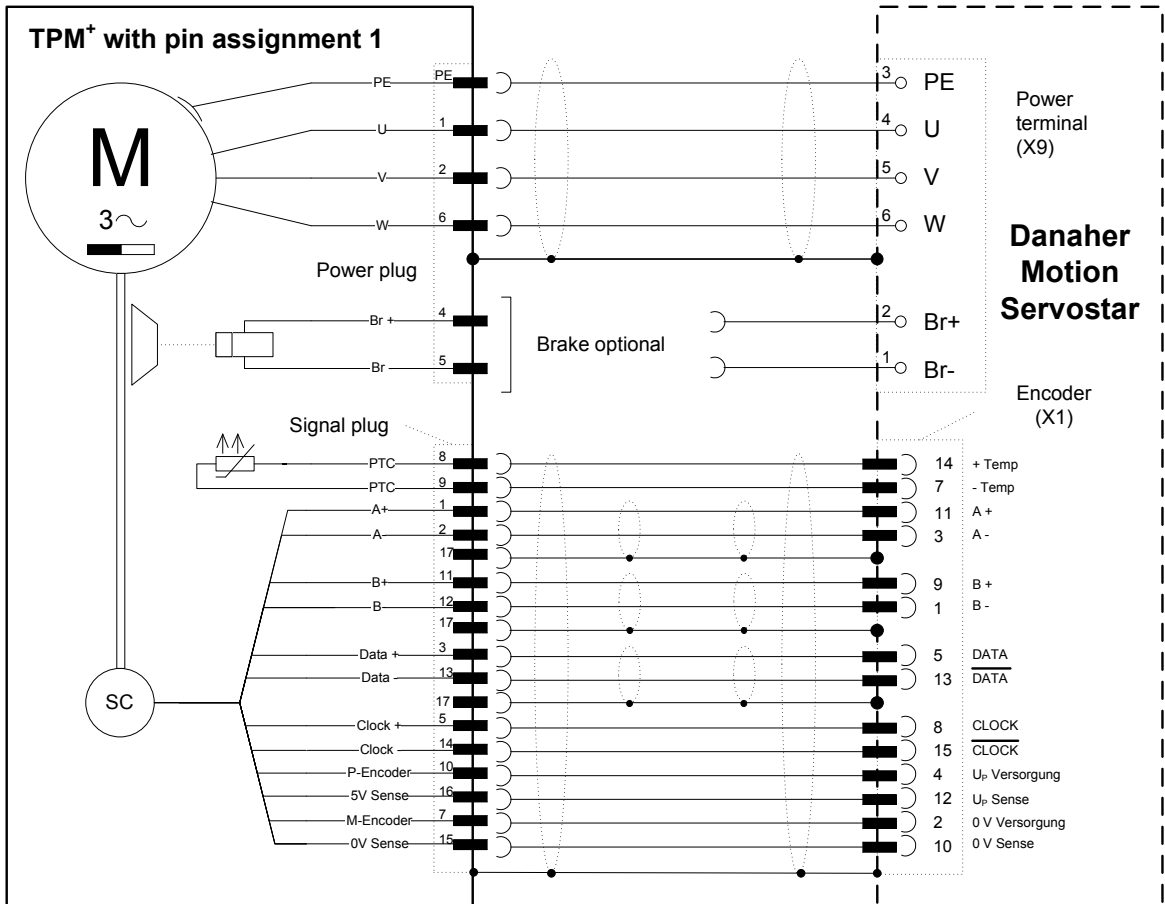 TPM+ with pin assignment 1
M
3
PE PE 3 PE
U 1 4 U
V 2 5 V
W 6 6 W
Power terminal (X9)
Danaher
Motion
Servostar
Power plug
Br + 4 2 Br+
Brake optional
Br 5 1 Br-
Encoder
(X1)
Signal plug
PTC 8 14 + Temp
PTC 9 7 - Temp
A+ 1 11 A +
A- 2 3 A -
17
B+ 11 9 B +
B- 12 1 B -
17
Data + 3 5 DATA
Data - 13 13 DATA
17
SC
Clock + 5 8 CLOCK
Clock 14 15 CLOCK
P-Encoder 10 4 UP Versorgung
5V Sense 16 12 UP Sense
M-Encoder 7 2 0 V Versorgung
0V Sense 15 10 0 V Sense